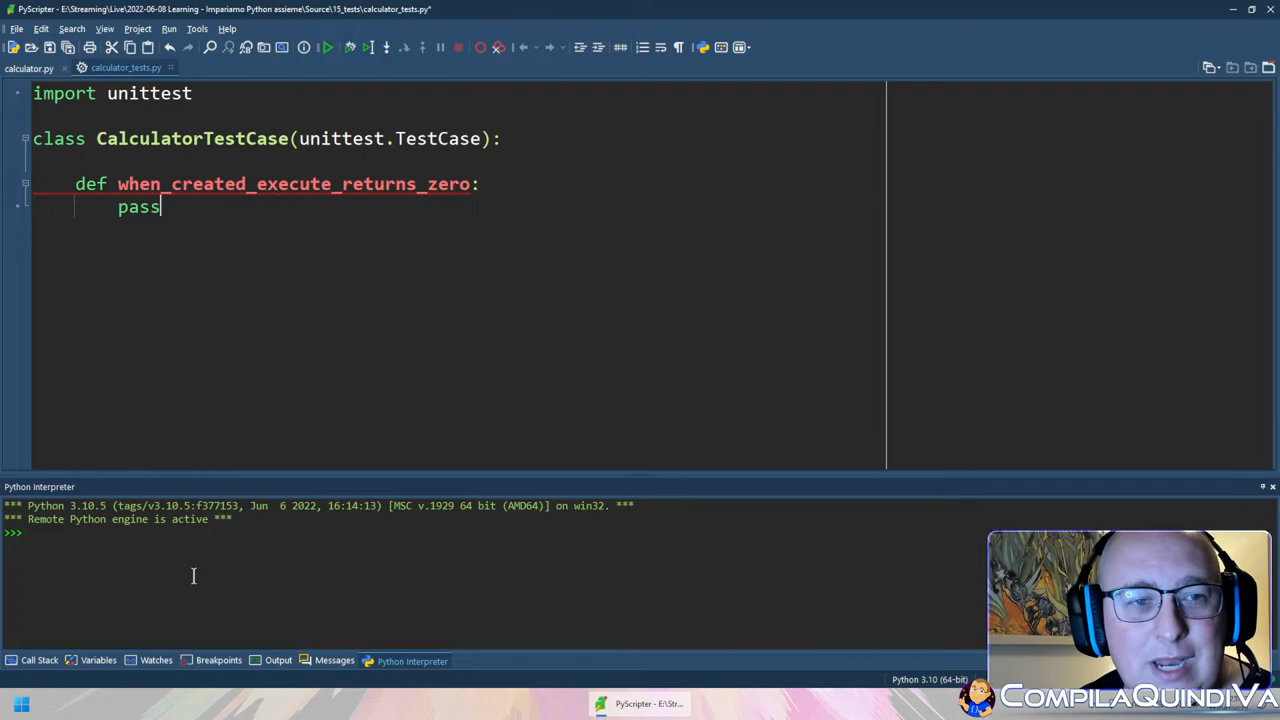 PyScripter - E:\Streaming\Live\2022-06-08 Learning - Impariamo Python assieme\Source\15_tests\calculator_tests.py*
File Edit Search View Project Run Tools Help
calculator.py × calculator_tests.py ×
import unittest
class CalculatorTestCase(unittest.TestCase):
def when_created_execute_returns_zero:
pass
Python Interpreter
*** Python 3.10.5 (tags/v3.10.5:f377153, Jun 6 2022, 16:14:13) [MSC v.1929 64 bit (AMD64)] on win32. ***
*** Remote Python engine is active ***
>>>
Call Stack Variables Watches Breakpoints Output Messages Python Interpreter
Python 3.10 (64-bit)
PyScripter - E:\Stre...
CompilaQuindiVa